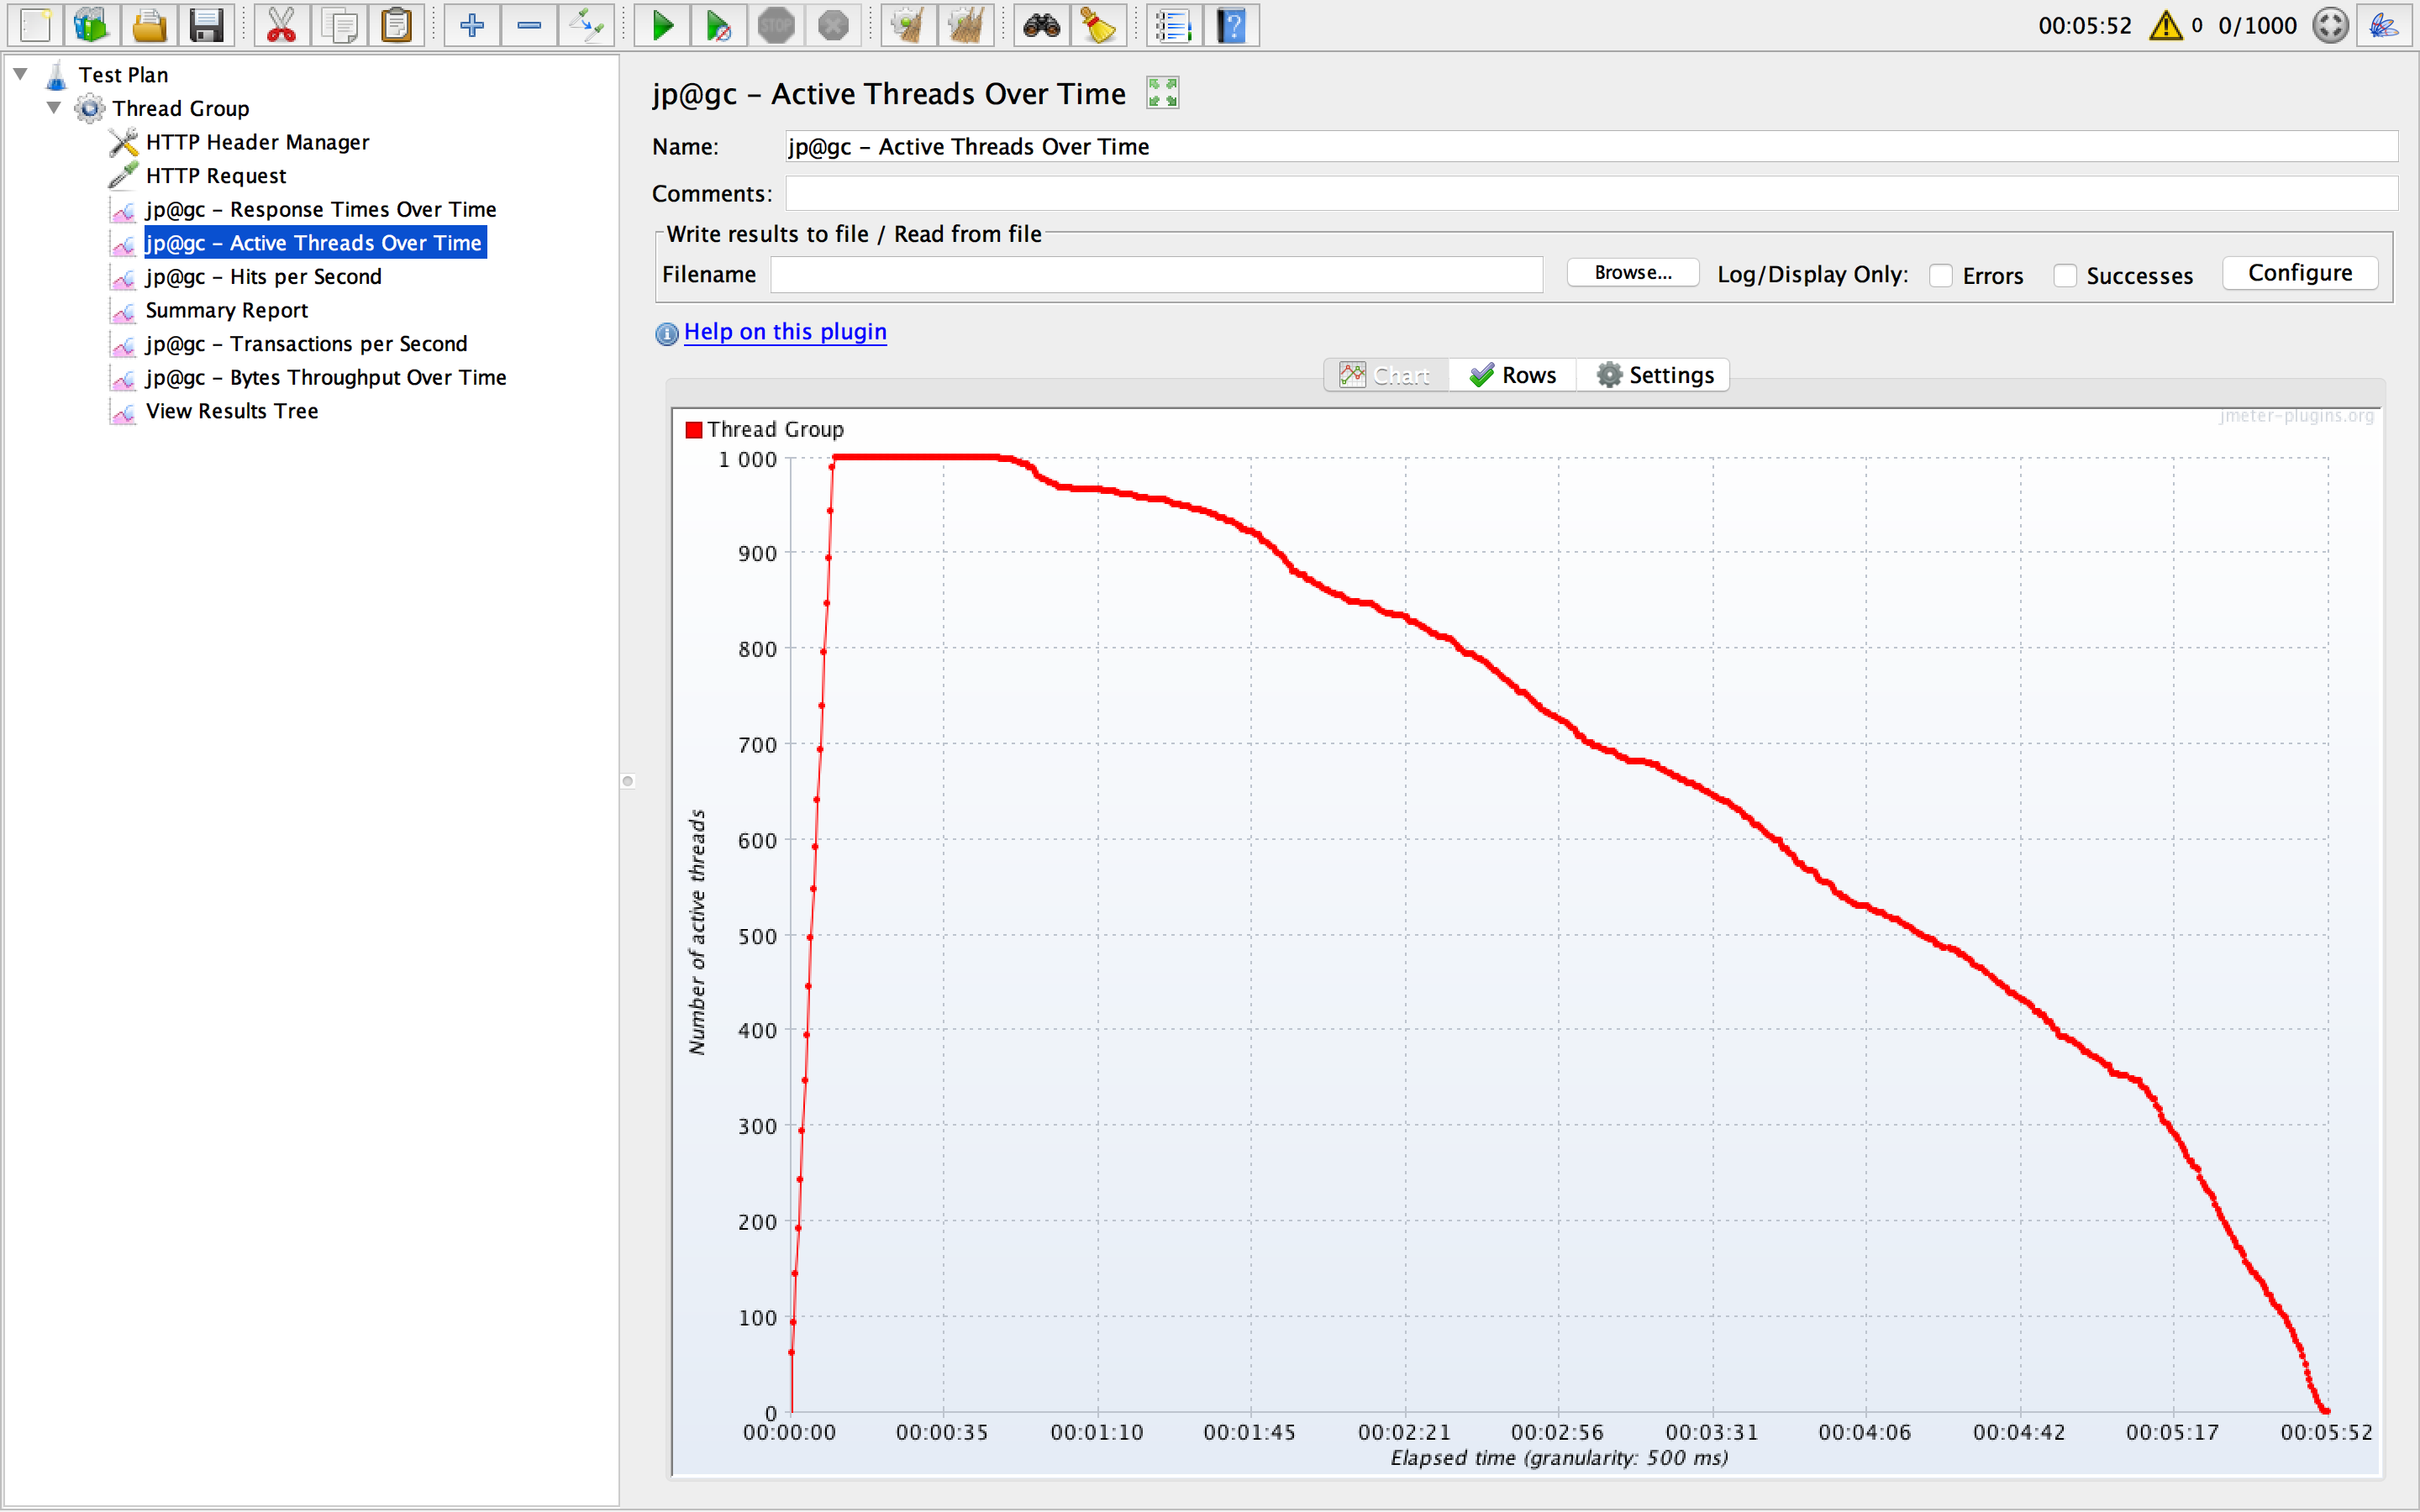 STOP
00:05:52 0 0/1000
Test Plan
Thread Group
HTTP Header Manager
HTTP Request
jp@gc - Response Times Over Time
jp@gc - Active Threads Over Time
jp@gc - Hits per Second
Summary Report
jp@gc - Transactions per Second
jp@gc - Bytes Throughput Over Time
View Results Tree
jp@gc - Active Threads Over Time
Name: jp@gc - Active Threads Over Time
Comments:
Write results to file / Read from file
Filename Browse... Log/Display Only: Errors Successes Configure
Help on this plugin
Chart Rows Settings
jmeter-plugins.org
Thread Group
1 000
900
800
700
600
500
400
300
200
100
0
Number of active threads
00:00:00 00:00:35 00:01:10 00:01:45 00:02:21 00:02:56 00:03:31 00:04:06 00:04:42 00:05:17 00:05:52
Elapsed time (granularity: 500 ms)